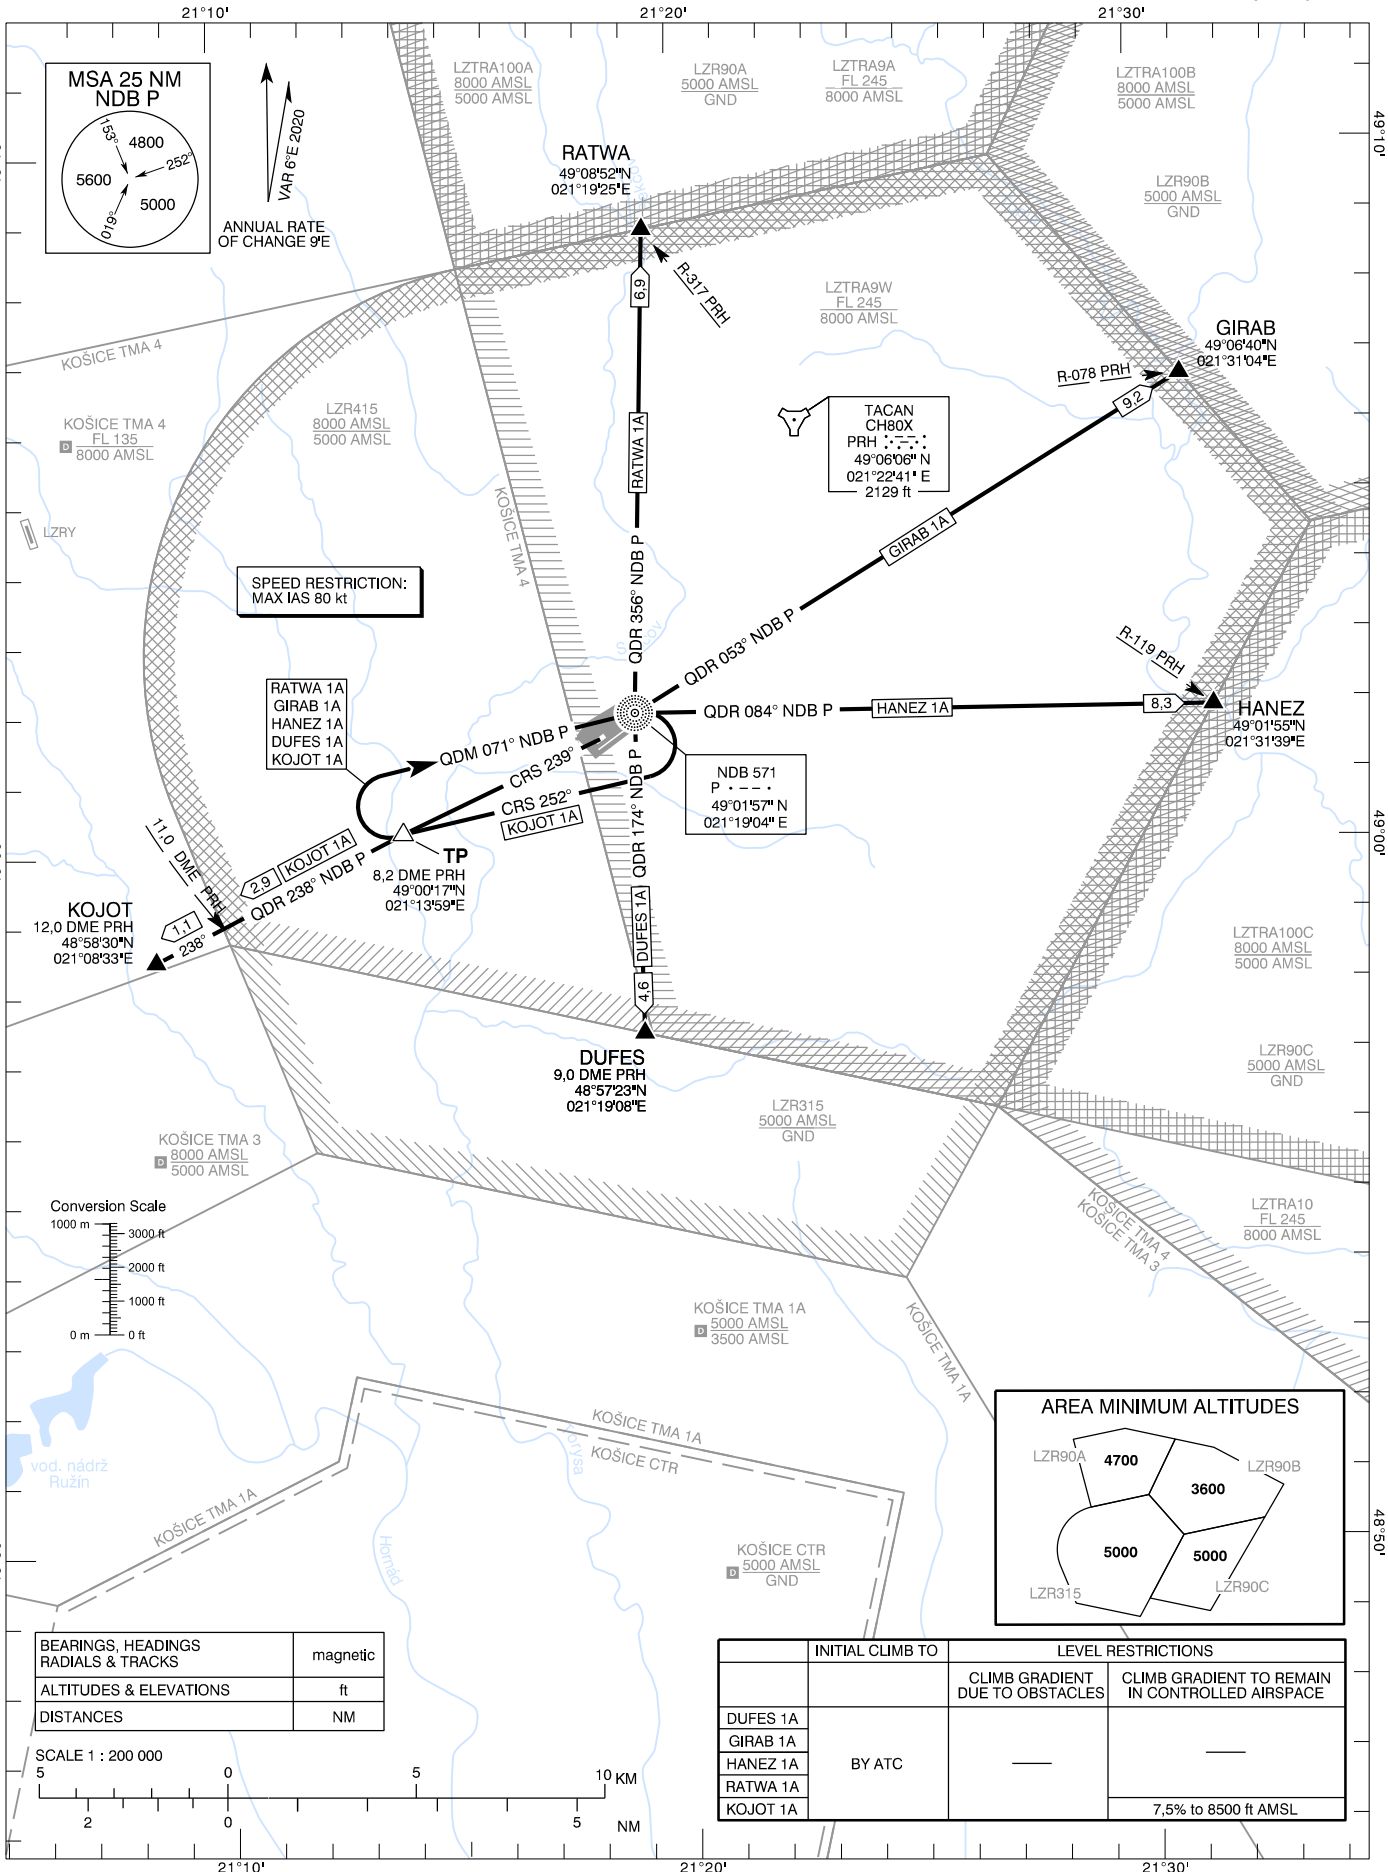 21°10'
21°20'
21°30'
MSA 25 NM
NDB P
153°
4800
252°
5600
5000
019°
VAR 6°E 2020
ANNUAL RATE
OF CHANGE 9'E
LZTRA100A
8000 AMSL
5000 AMSL
LZR90A
5000 AMSL
GND
LZTRA9A
FL 245
8000 AMSL
LZTRA100B
8000 AMSL
5000 AMSL
49°10'
RATWA
49°08'52"N
021°19'25"E
LZR90B
5000 AMSL
GND
R-317 PRH
6,9
LZTRA9W
FL 245
8000 AMSL
GIRAB
49°06'40"N
021°31'04"E
R-078 PRH
9,2
KOŠICE TMA 4
KOŠICE TMA 4
FL 135
D
8000 AMSL
LZR415
8000 AMSL
5000 AMSL
TACAN
CH80X
PRH
49°06'06" N
021°22'41" E
2129 ft
RATWA 1A
KOŠICE TMA 4
LZRY
GIRAB 1A
SPEED RESTRICTION:
MAX IAS 80 kt
QDR 356° NDB P
QDR 053° NDB P
R-119 PRH
RATWA 1A
GIRAB 1A
HANEZ 1A
DUFES 1A
KOJOT 1A
QDR 084° NDB P
HANEZ 1A
8,3
HANEZ
49°01'55"N
021°31'39"E
QDM 071° NDB P
CRS 239°
CRS 252°
KOJOT 1A
QDR 174° NDB P
NDB 571
P
49°01'57" N
021°19'04" E
49°00'
TP
8,2 DME PRH
49°00'17"N
021°13'59"E
11,0 DME PRH
2,9
KOJOT 1A
QDR 238° NDB P
KOJOT
12,0 DME PRH
48°58'30"N
021°08'33"E
1,1
238°
DUFES 1A
4,6
LZTRA100C
8000 AMSL
5000 AMSL
DUFES
9,0 DME PRH
48°57'23"N
021°19'08"E
LZR90C
5000 AMSL
GND
LZR315
5000 AMSL
GND
KOŠICE TMA 3
8000 AMSL
D
5000 AMSL
LZTRA10
FL 245
8000 AMSL
KOŠICE TMA 4
KOŠICE TMA 3
Conversion Scale
1000 m
3000 ft
2000 ft
1000 ft
0 m
0 ft
KOŠICE TMA 1A
5000 AMSL
D
3500 AMSL
KOŠICE TMA 1A
KOŠICE TMA 1A
KOŠICE CTR
vod. nádrž
Ružín
KOŠICE TMA 1A
Hornád
KOŠICE CTR
5000 AMSL
D
GND
AREA MINIMUM ALTITUDES
LZR90A
4700
LZR90B
3600
5000
5000
LZR315
LZR90C
48°50'
BEARINGS, HEADINGS
RADIALS & TRACKS
magnetic
ALTITUDES & ELEVATIONS
ft
DISTANCES
NM
SCALE 1 : 200 000
5
0
5
10 KM
2
0
5
NM
INITIAL CLIMB TO
LEVEL RESTRICTIONS
CLIMB GRADIENT
DUE TO OBSTACLES
CLIMB GRADIENT TO REMAIN
IN CONTROLLED AIRSPACE
DUFES 1A
GIRAB 1A
HANEZ 1A
RATWA 1A
KOJOT 1A
BY ATC
7,5% to 8500 ft AMSL
21°10'
21°20'
21°30'